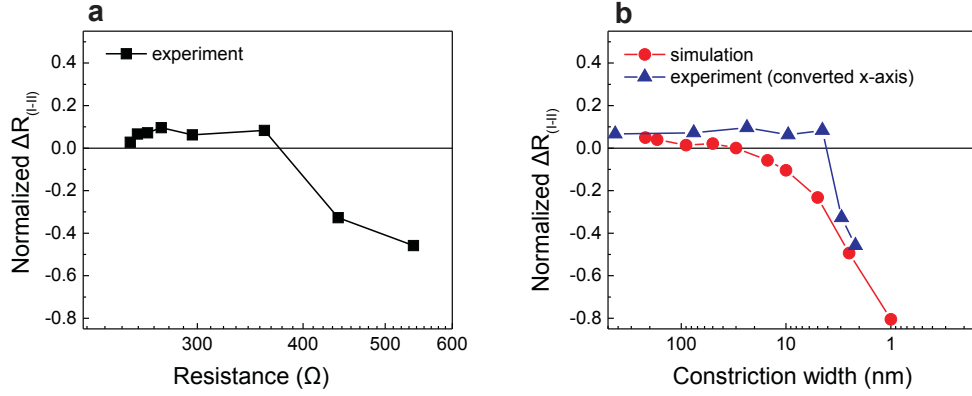 a
experiment
Normalized ΔR(I-II)
0.4
0.2
0.0
-0.2
-0.4
-0.6
-0.8
300
400
500
600
Resistance (Ω)
b
simulation
experiment (converted x-axis)
Normalized ΔR(I-II)
0.4
0.2
0.0
-0.2
-0.4
-0.6
-0.8
100
10
1
Constriction width (nm)